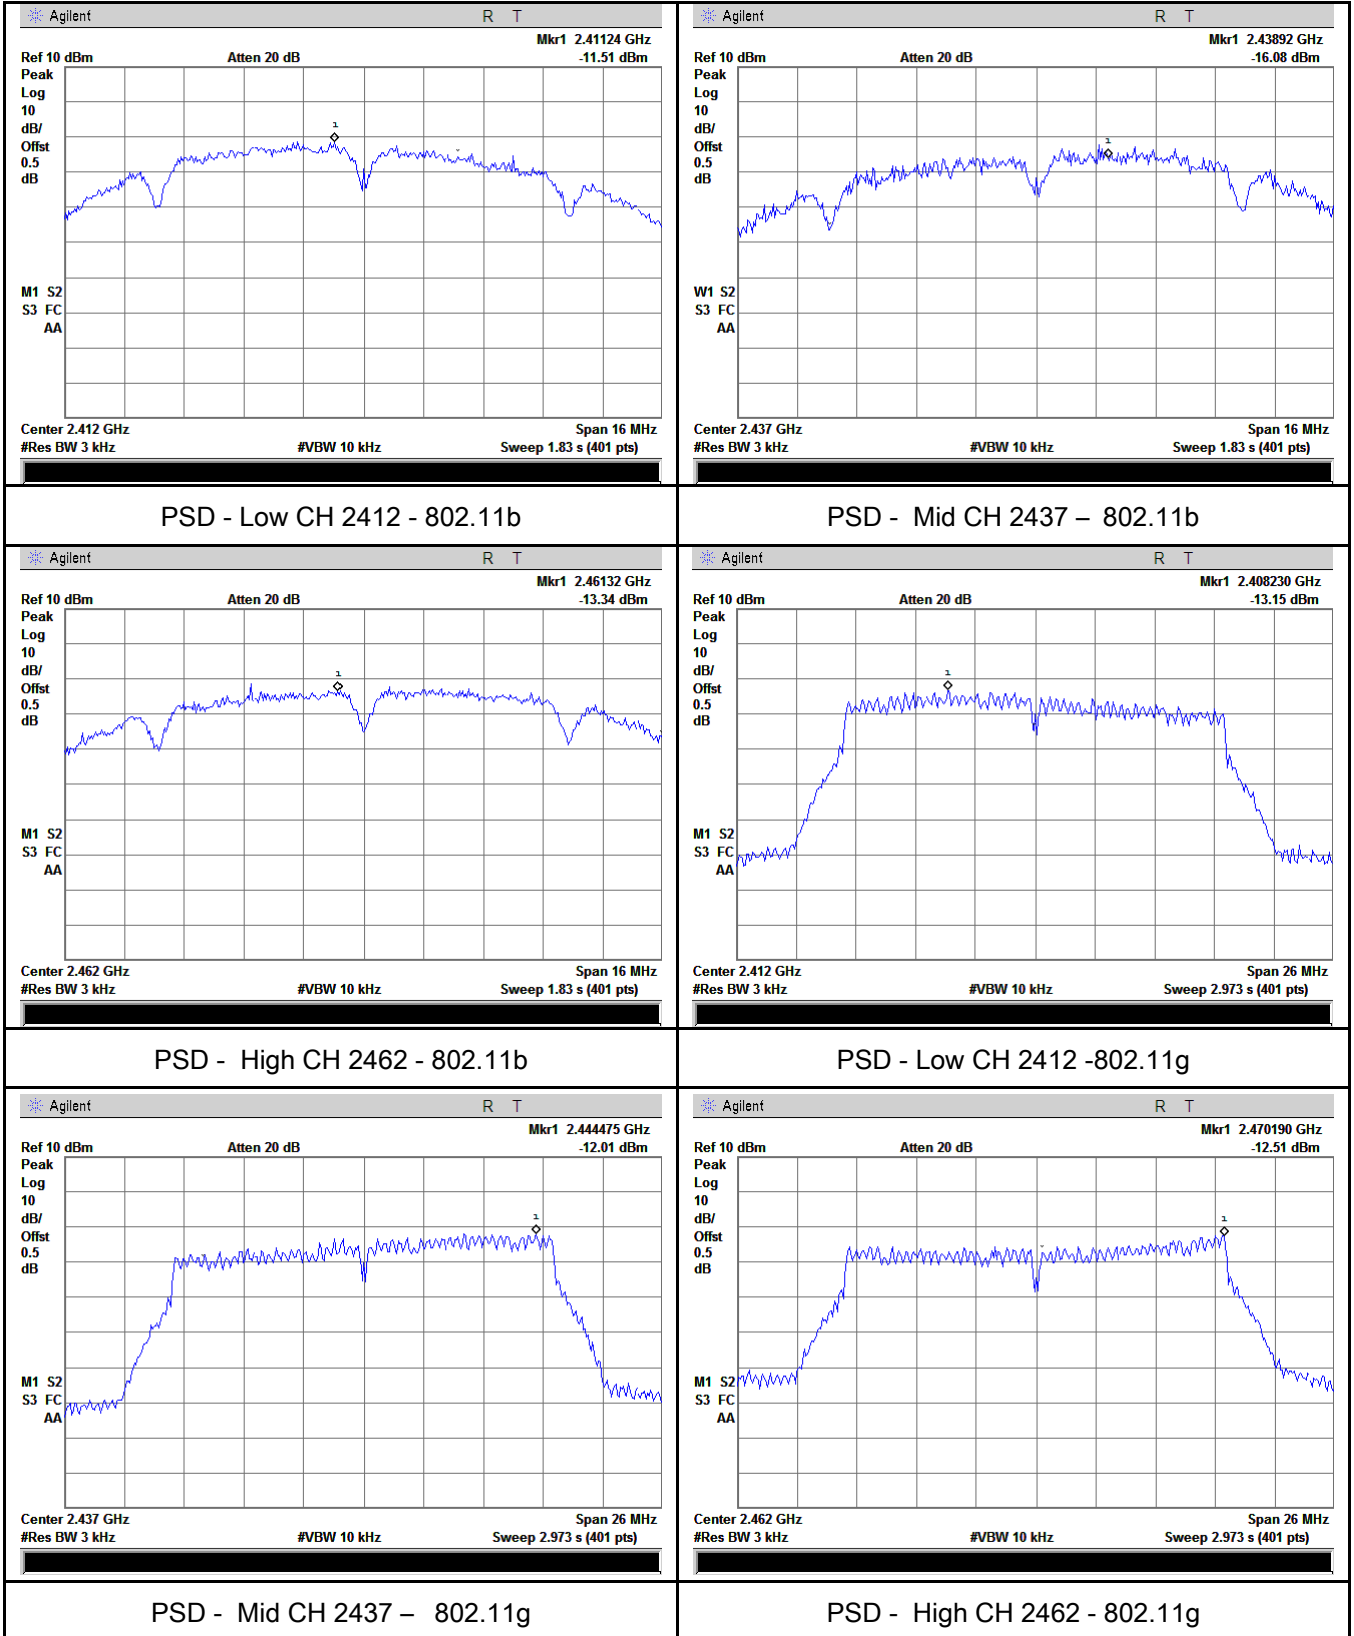 Agilent R T
Mkr1 2.41124 GHz
Ref 10 dBm Atten 20 dB -11.51 dBm
Peak
Log
10
dB/
Offst
0.5
dB
1
M1 S2
S3 FC
AA
Center 2.412 GHz Span 16 MHz
#Res BW 3 kHz #VBW 10 kHz Sweep 1.83 s (401 pts)
PSD - Low CH 2412 - 802.11b
Agilent R T
Mkr1 2.43892 GHz
Ref 10 dBm Atten 20 dB -16.08 dBm
Peak
Log
10
dB/
Offst
0.5
dB
1
W1 S2
S3 FC
AA
Center 2.437 GHz Span 16 MHz
#Res BW 3 kHz #VBW 10 kHz Sweep 1.83 s (401 pts)
PSD - Mid CH 2437 – 802.11b
Agilent R T
Mkr1 2.46132 GHz
Ref 10 dBm Atten 20 dB -13.34 dBm
Peak
Log
10
dB/
Offst
0.5
dB
1
M1 S2
S3 FC
AA
Center 2.462 GHz Span 16 MHz
#Res BW 3 kHz #VBW 10 kHz Sweep 1.83 s (401 pts)
PSD - High CH 2462 - 802.11b
Agilent R T
Mkr1 2.408230 GHz
Ref 10 dBm Atten 20 dB -13.15 dBm
Peak
Log
10
dB/
Offst
0.5
dB
1
M1 S2
S3 FC
AA
Center 2.412 GHz Span 26 MHz
#Res BW 3 kHz #VBW 10 kHz Sweep 2.973 s (401 pts)
PSD - Low CH 2412 -802.11g
Agilent R T
Mkr1 2.444475 GHz
Ref 10 dBm Atten 20 dB -12.01 dBm
Peak
Log
10
dB/
Offst
0.5
dB
1
M1 S2
S3 FC
AA
Center 2.437 GHz Span 26 MHz
#Res BW 3 kHz #VBW 10 kHz Sweep 2.973 s (401 pts)
PSD - Mid CH 2437 – 802.11g
Agilent R T
Mkr1 2.470190 GHz
Ref 10 dBm Atten 20 dB -12.51 dBm
Peak
Log
10
dB/
Offst
0.5
dB
1
M1 S2
S3 FC
AA
Center 2.462 GHz Span 26 MHz
#Res BW 3 kHz #VBW 10 kHz Sweep 2.973 s (401 pts)
PSD - High CH 2462 - 802.11g